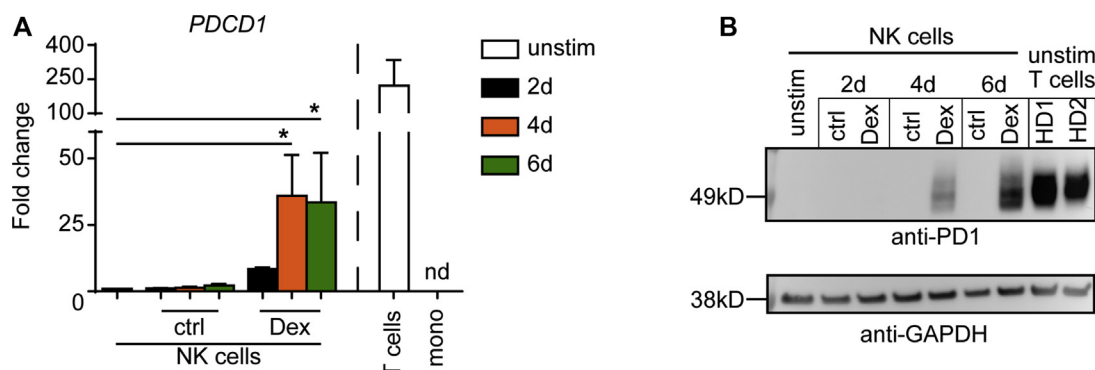 A
PDCD1
Fold change
400
250
100
50
25
0
*
*
nd
ctrl
Dex
NK cells
T cells
mono
unstim
2d
4d
6d
B
NK cells
unstim
T cells
2d
4d
6d
unstim
ctrl
Dex
ctrl
Dex
ctrl
Dex
HD1
HD2
49kD
anti-PD1
38kD
anti-GAPDH